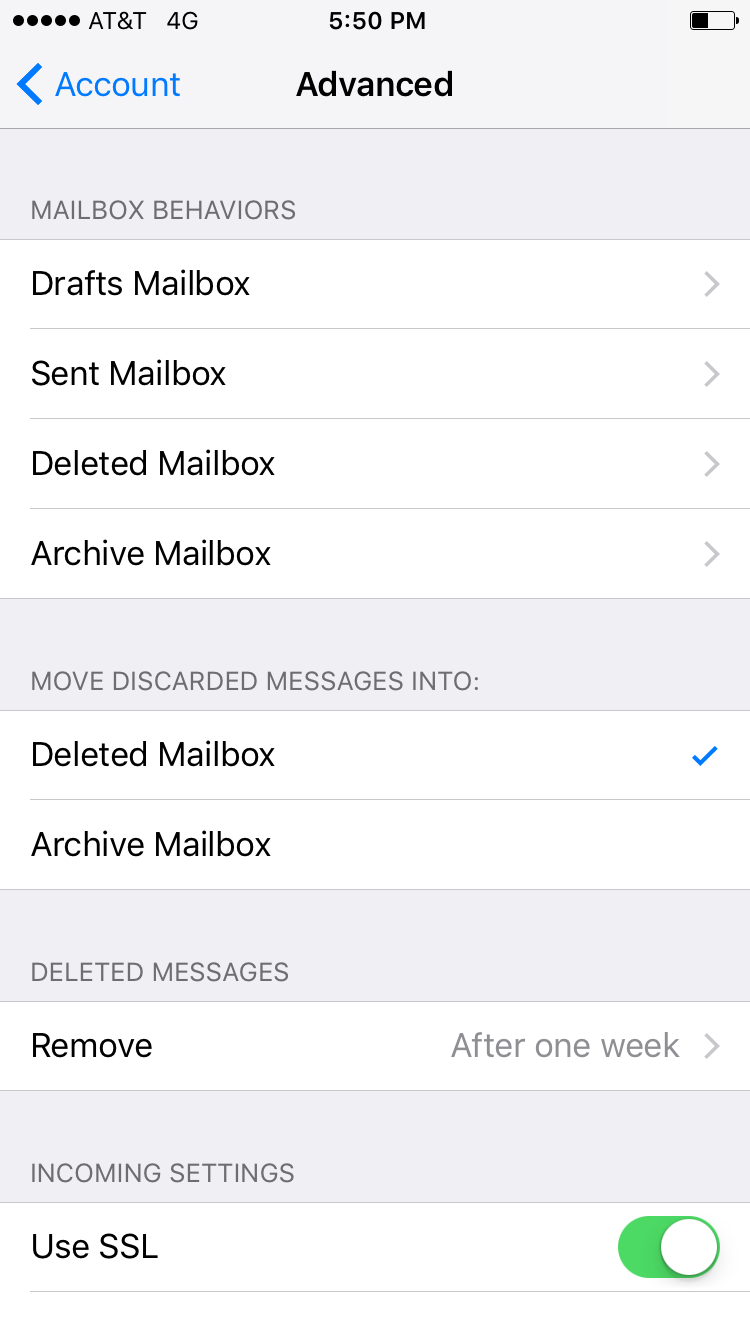 AT&T 4G 5:50 PM
Account Advanced
MAILBOX BEHAVIORS
Drafts Mailbox
Sent Mailbox
Deleted Mailbox
Archive Mailbox
MOVE DISCARDED MESSAGES INTO:
Deleted Mailbox
Archive Mailbox
DELETED MESSAGES
Remove After one week
INCOMING SETTINGS
Use SSL